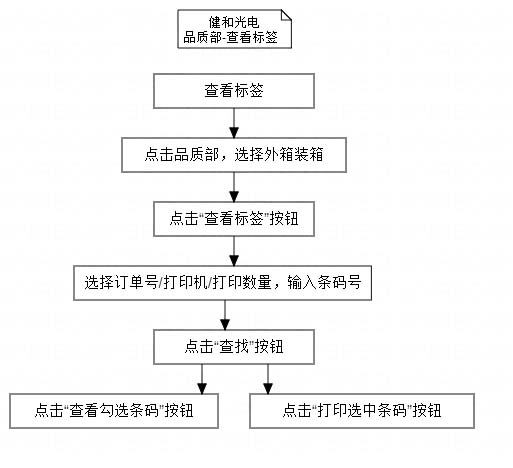 健和光电
品质部-查看标签
查看标签
点击品质部，选择外箱装箱
点击“查看标签”按钮
选择订单号/打印机/打印数量，输入条码号
点击“查找”按钮
点击“查看勾选条码”按钮
点击“打印选中条码”按钮